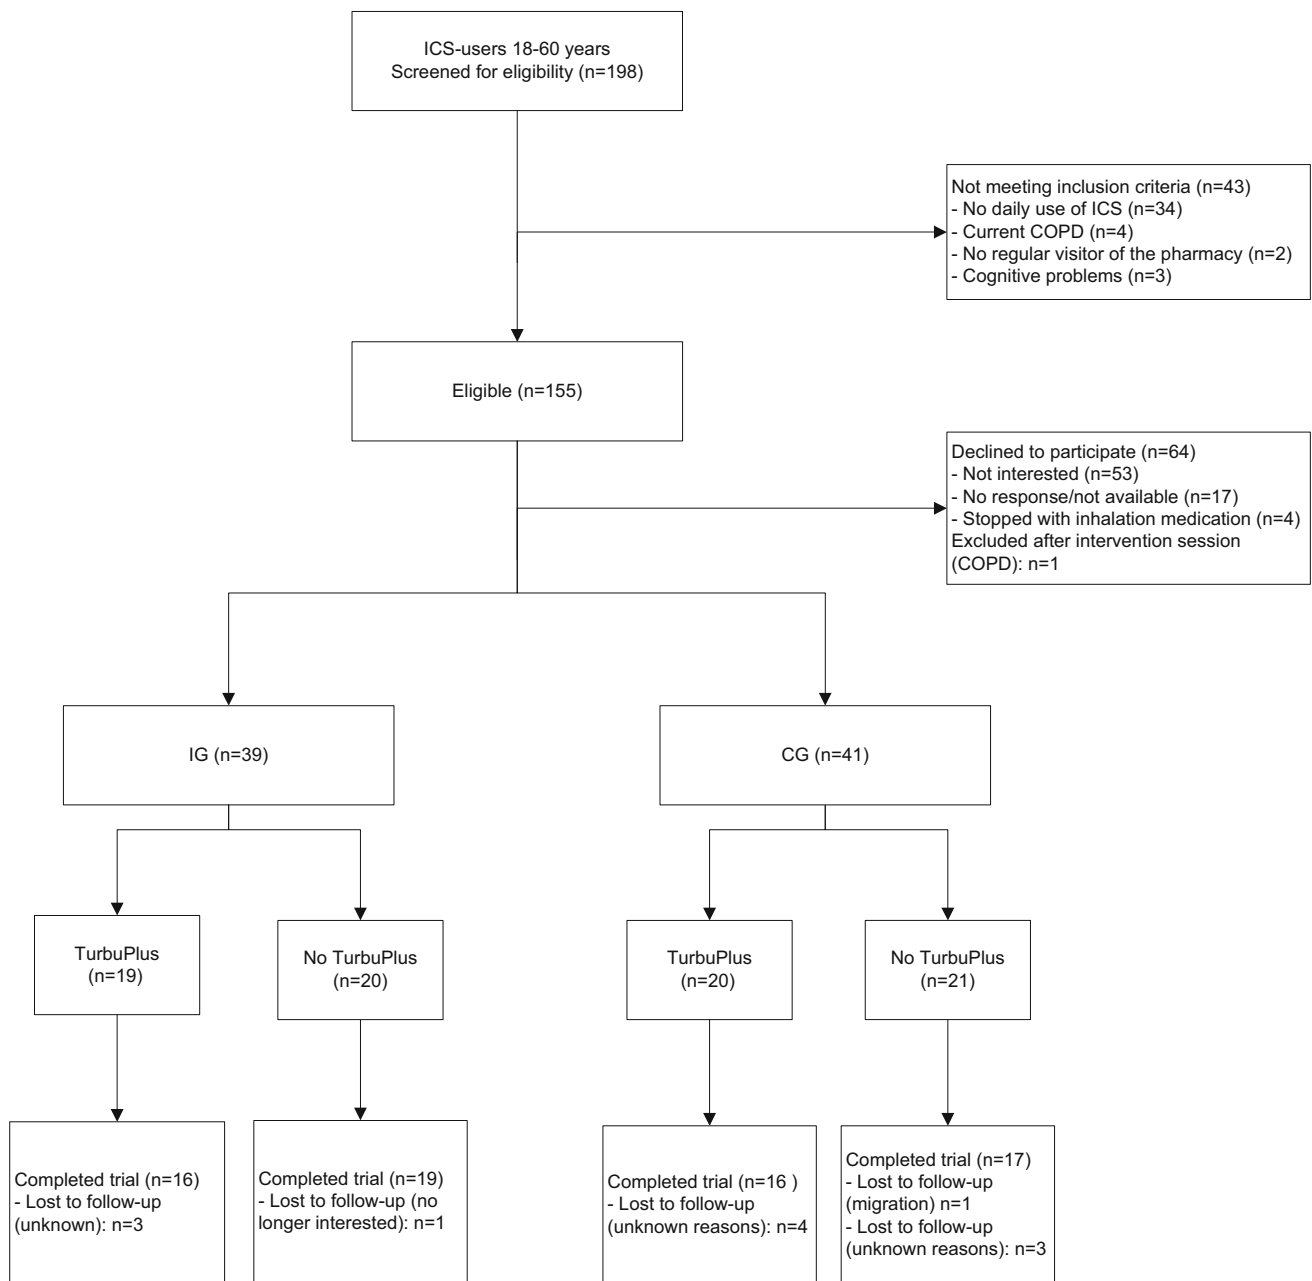 ICS-users 18-60 years
Screened for eligibility (n=198)
Not meeting inclusion criteria (n=43)
- No daily use of ICS (n=34)
- Current COPD (n=4)
- No regular visitor of the pharmacy (n=2)
- Cognitive problems (n=3)
Eligible (n=155)
Declined to participate (n=64)
- Not interested (n=53)
- No response/not available (n=17)
- Stopped with inhalation medication (n=4)
Excluded after intervention session
(COPD): n=1
IG (n=39)
CG (n=41)
TurbuPlus
(n=19)
No TurbuPlus
(n=20)
TurbuPlus
(n=20)
No TurbuPlus
(n=21)
Completed trial (n=16)
- Lost to follow-up
(unknown): n=3
Completed trial (n=19)
- Lost to follow-up (no
longer interested): n=1
Completed trial (n=16 )
- Lost to follow-up
(unknown reasons): n=4
Completed trial (n=17)
- Lost to follow-up
(migration) n=1
- Lost to follow-up
(unknown reasons): n=3